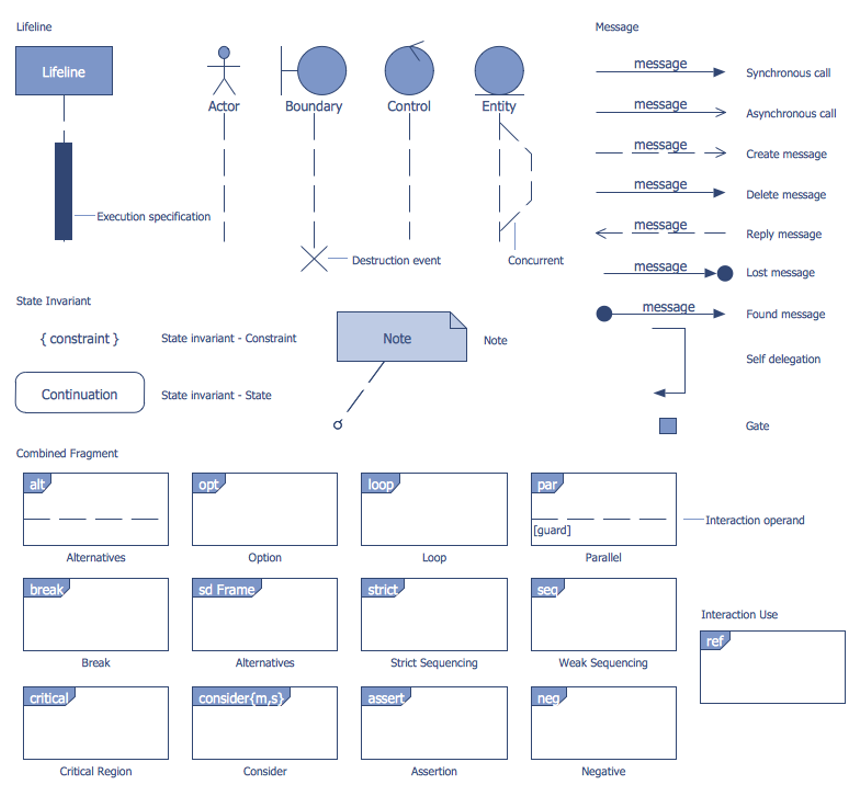 Lifeline
Message
Lifeline
Actor
Boundary
Control
Entity
Execution specification
Destruction event
Concurrent
message
Synchronous call
message
Asynchronous call
message
Create message
message
Delete message
message
Reply message
message
Lost message
message
Found message
Self delegation
Gate
State Invariant
{ constraint }
State invariant - Constraint
Note
Note
Continuation
State invariant - State
Combined Fragment
alt
opt
loop
par
[guard]
Interaction operand
Alternatives
Option
Loop
Parallel
break
sd Frame
strict
seq
Break
Alternatives
Strict Sequencing
Weak Sequencing
Interaction Use
ref
critical
consider{m,s}
assert
neg
Critical Region
Consider
Assertion
Negative